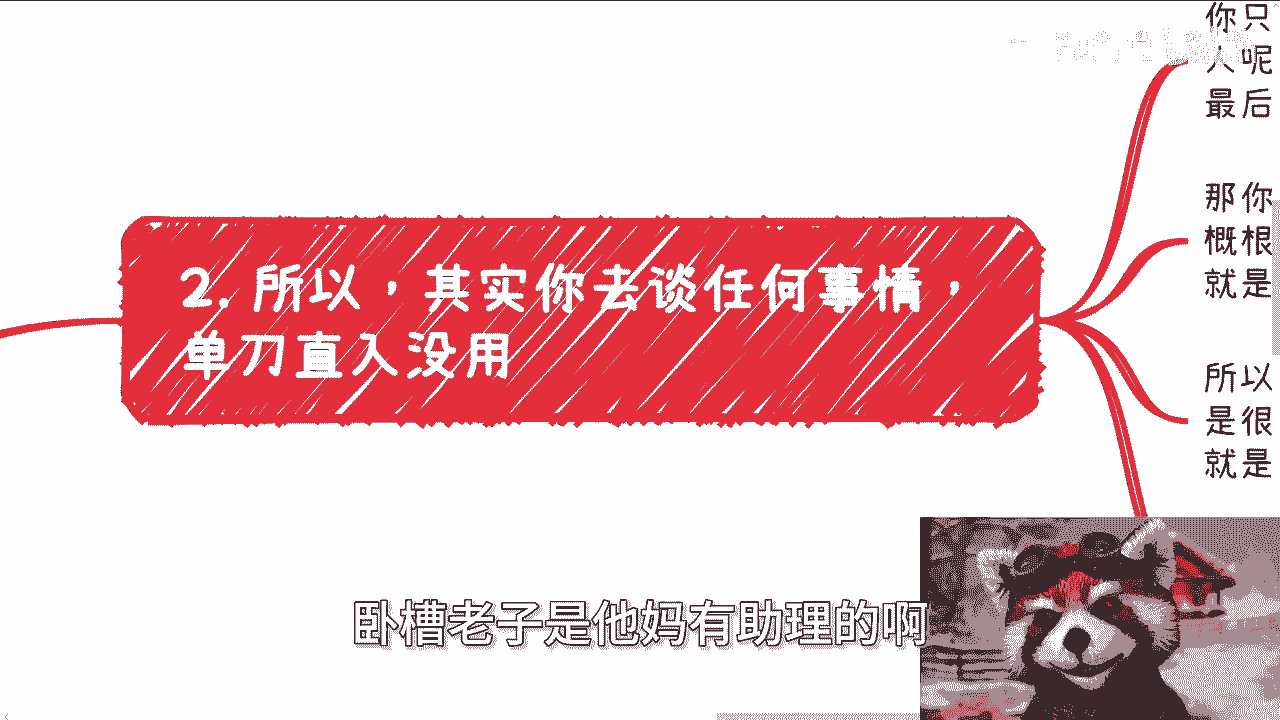 2. 所以，其实你去谈任何事情，
单刀直入没用
你只
人呢
最后
那你
概根
就是
所以
是很
就是
卧槽老子是他妈有助理的啊